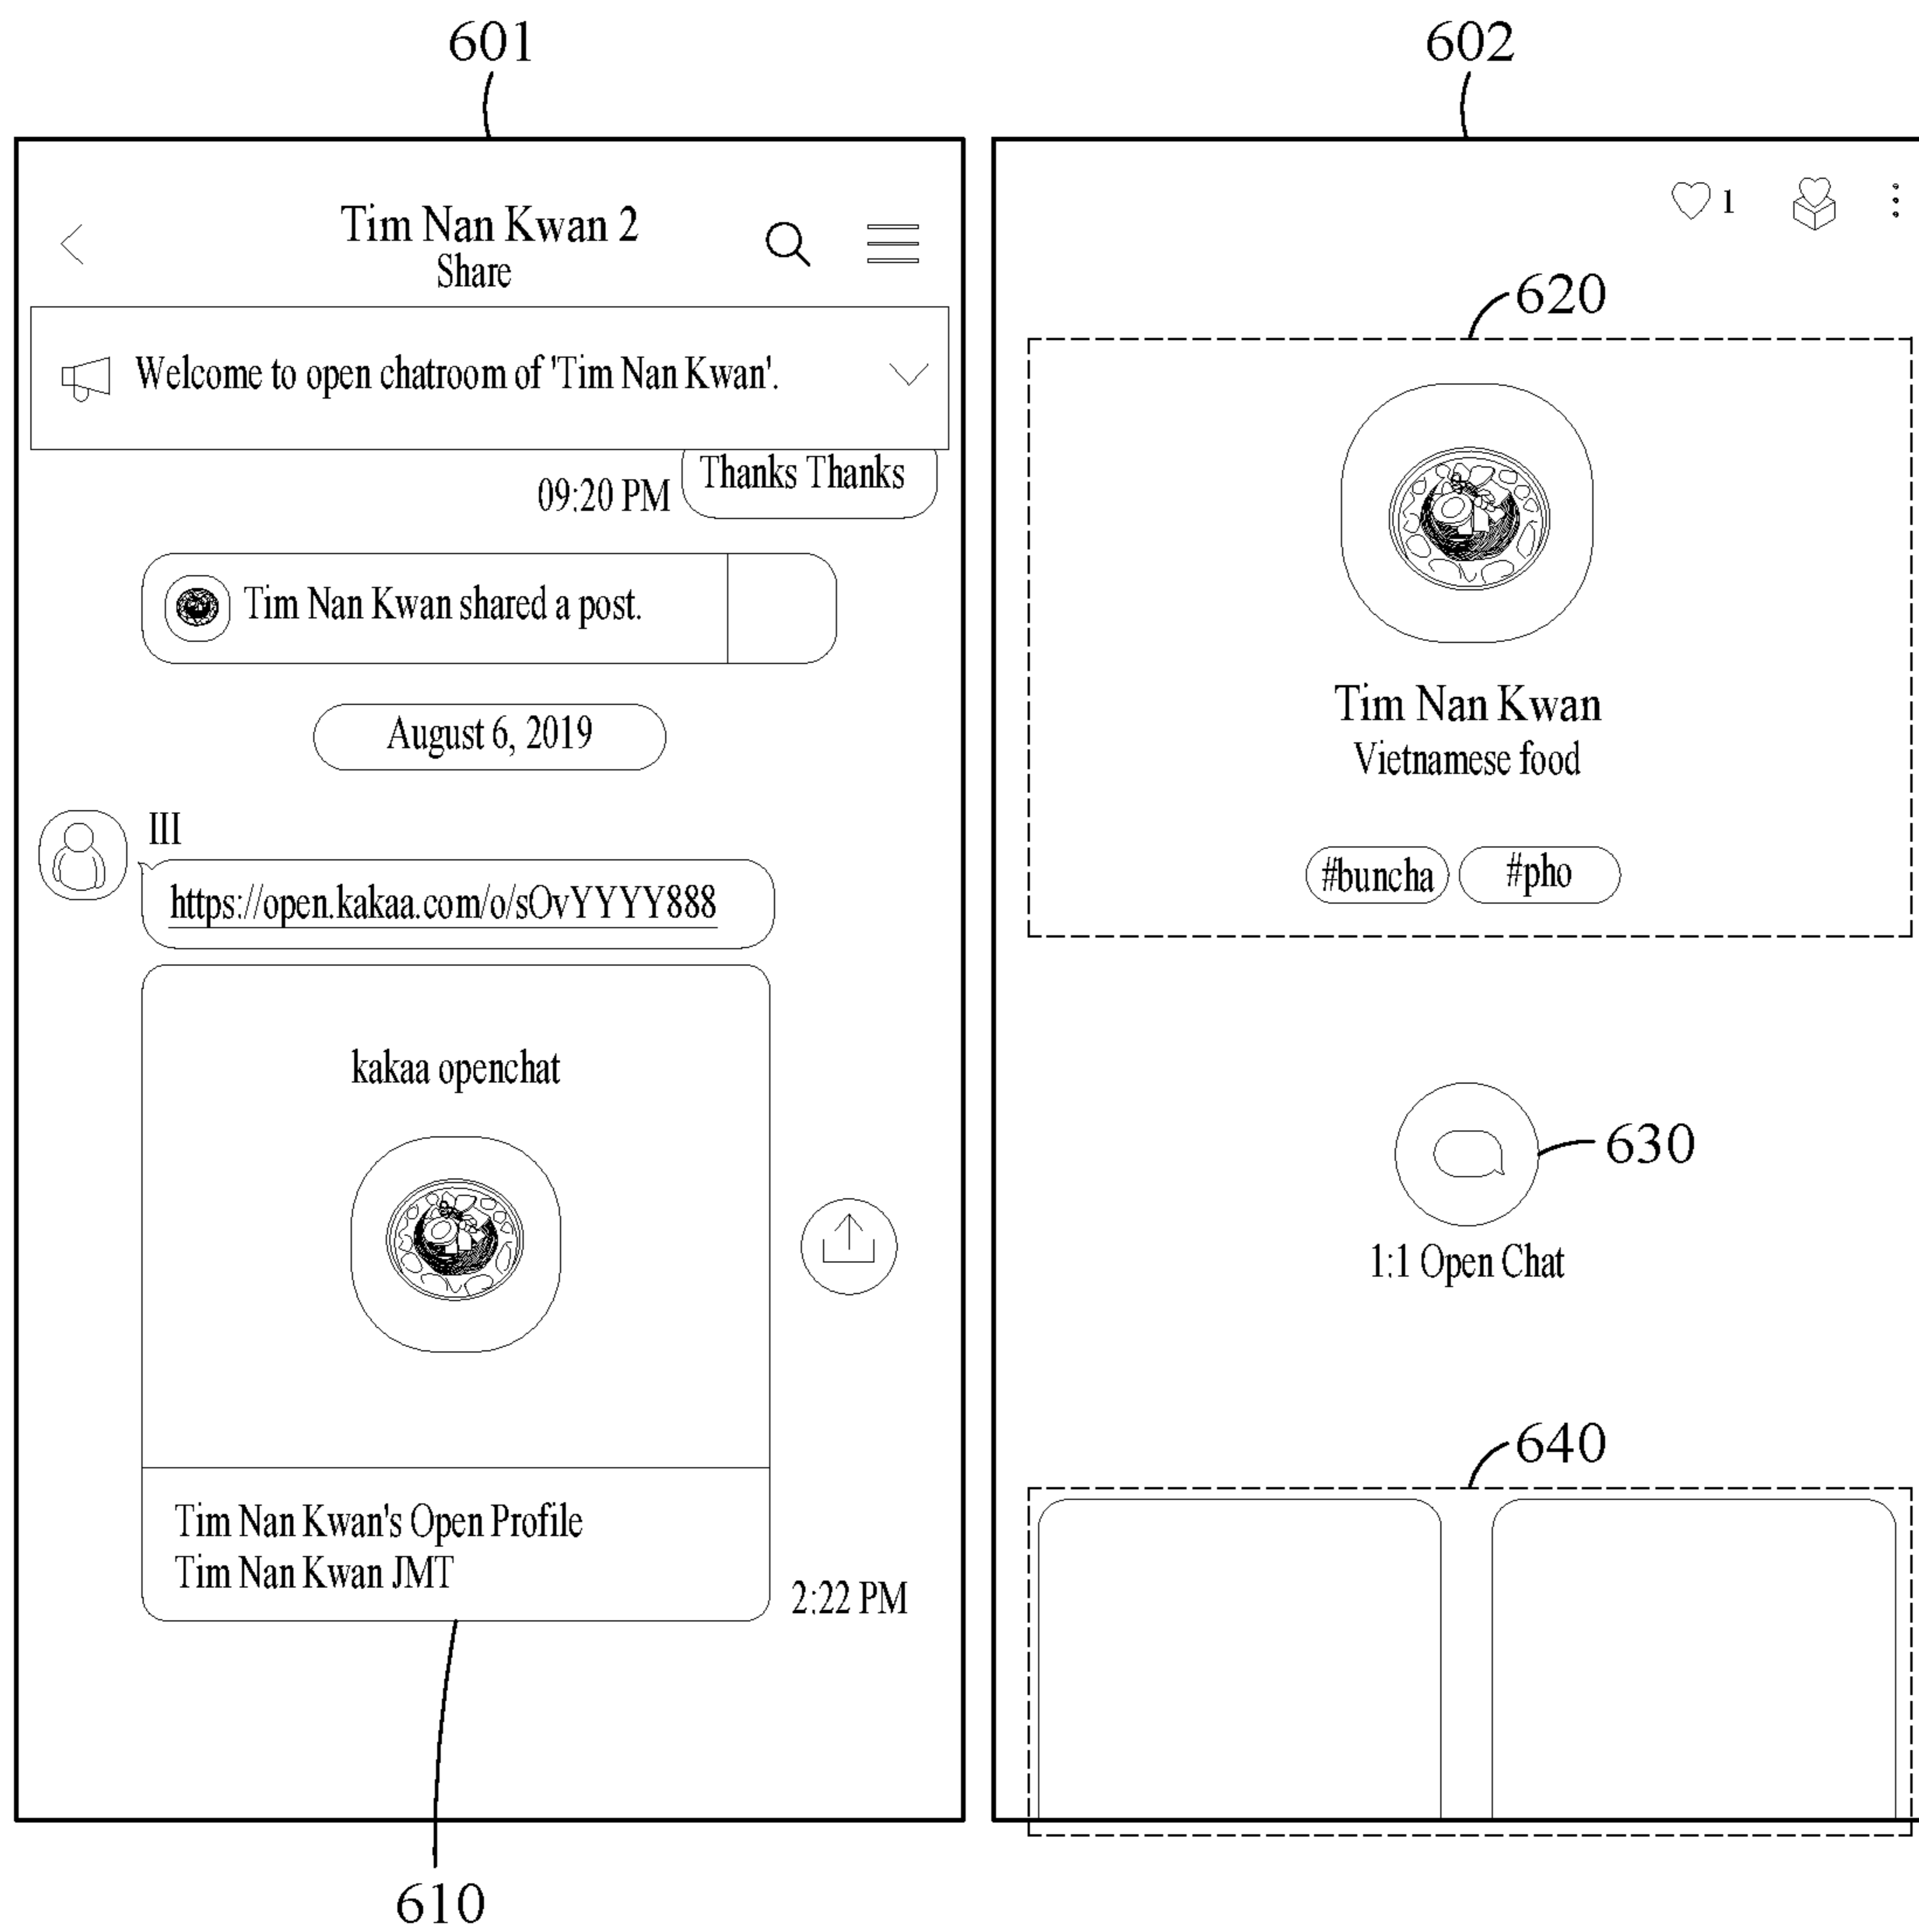 601
Tim Nan Kwan 2
Share
Welcome to open chatroom of 'Tim Nan Kwan'.
Thanks Thanks
09:20 PM
Tim Nan Kwan shared a post.
August 6, 2019
III
https://open.kakaa.com/o/sOvYYYY888
kakaa openchat
Tim Nan Kwan's Open Profile
Tim Nan Kwan JMT
2:22 PM
610
602
1
620
Tim Nan Kwan
Vietnamese food
#buncha #pho
630
1:1 Open Chat
640